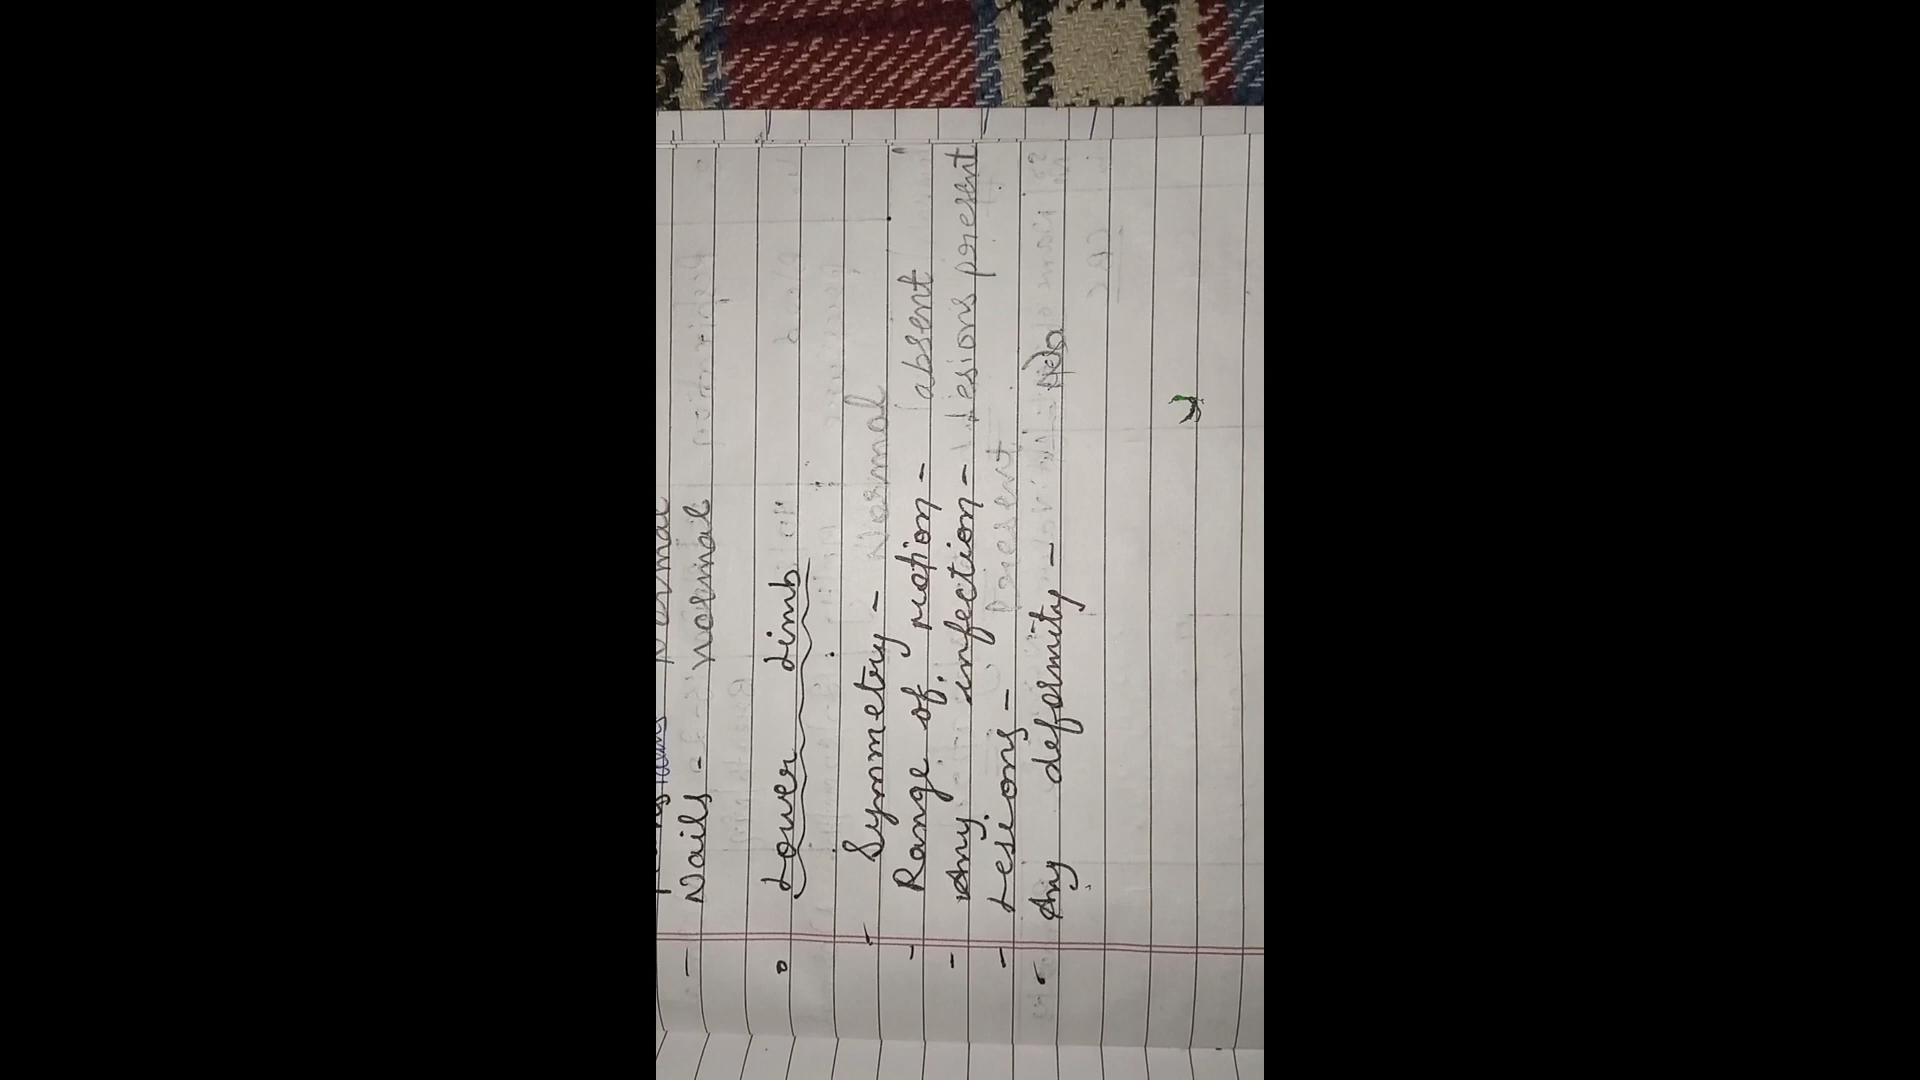 - Nails - Normal
° Lower Limb
- Symmetry - Normal
- Range of motion - absent
- Any infection - Lesions present
- Lesions - Present
- Any deformity - No